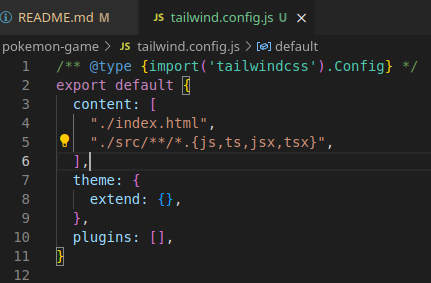 README.md M JS tailwind.config.js U
pokemon-game > JS tailwind.config.js > default
1 /** @type {import('tailwindcss').Config} */
2 export default {
3   content: [
4     "./index.html",
5     "./src/**/*.{js,ts,jsx,tsx}",
6   ],
7   theme: {
8     extend: {},
9   },
10   plugins: [],
11 }
12